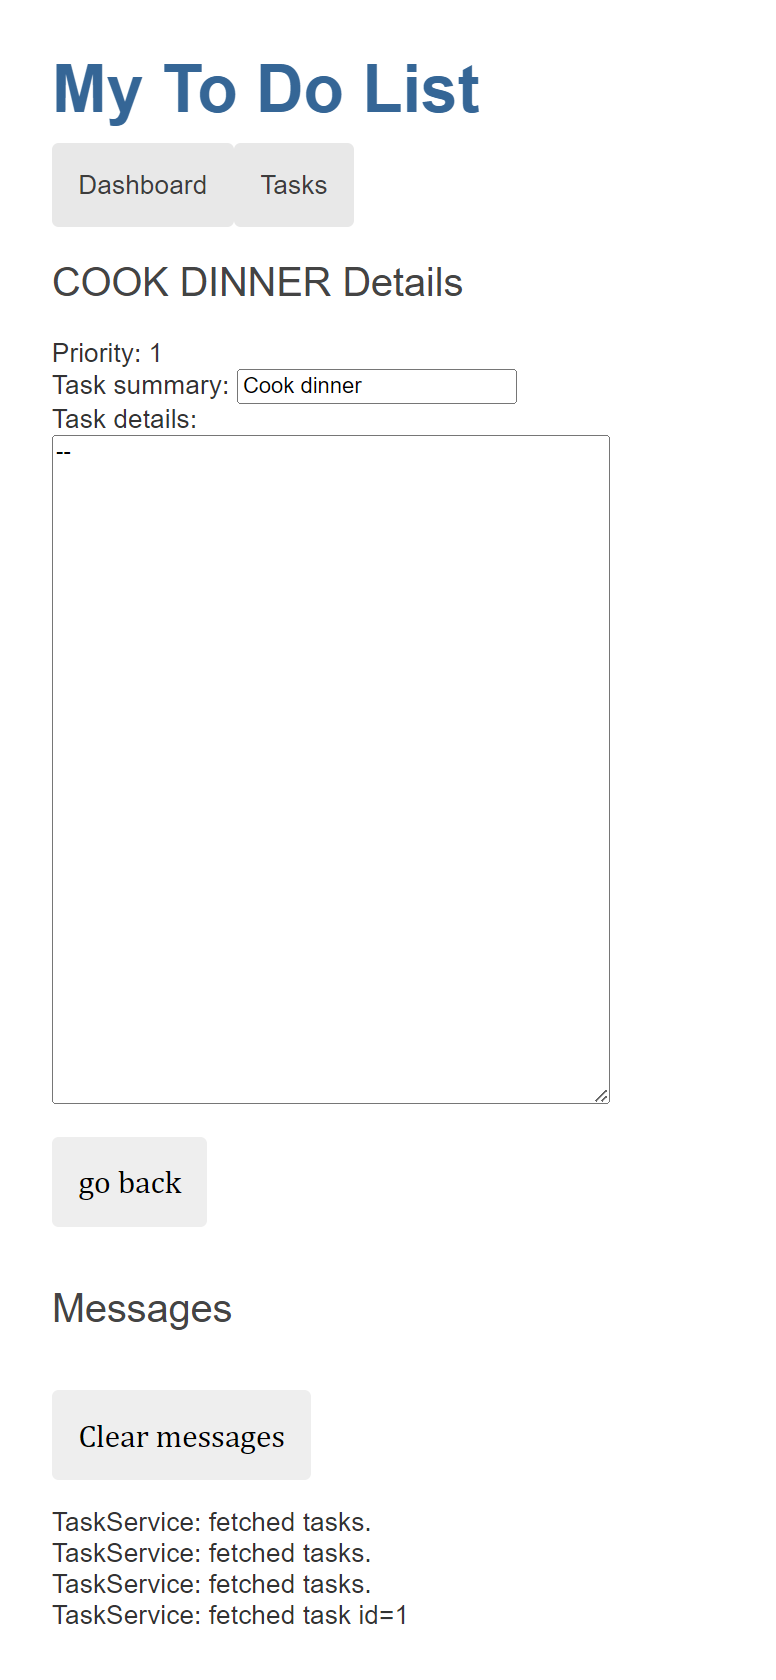 My To Do List
Dashboard Tasks
COOK DINNER Details
Priority: 1
Task summary: Cook dinner
Task details:
--
go back
Messages
Clear messages
TaskService: fetched tasks.
TaskService: fetched tasks.
TaskService: fetched tasks.
TaskService: fetched task id=1